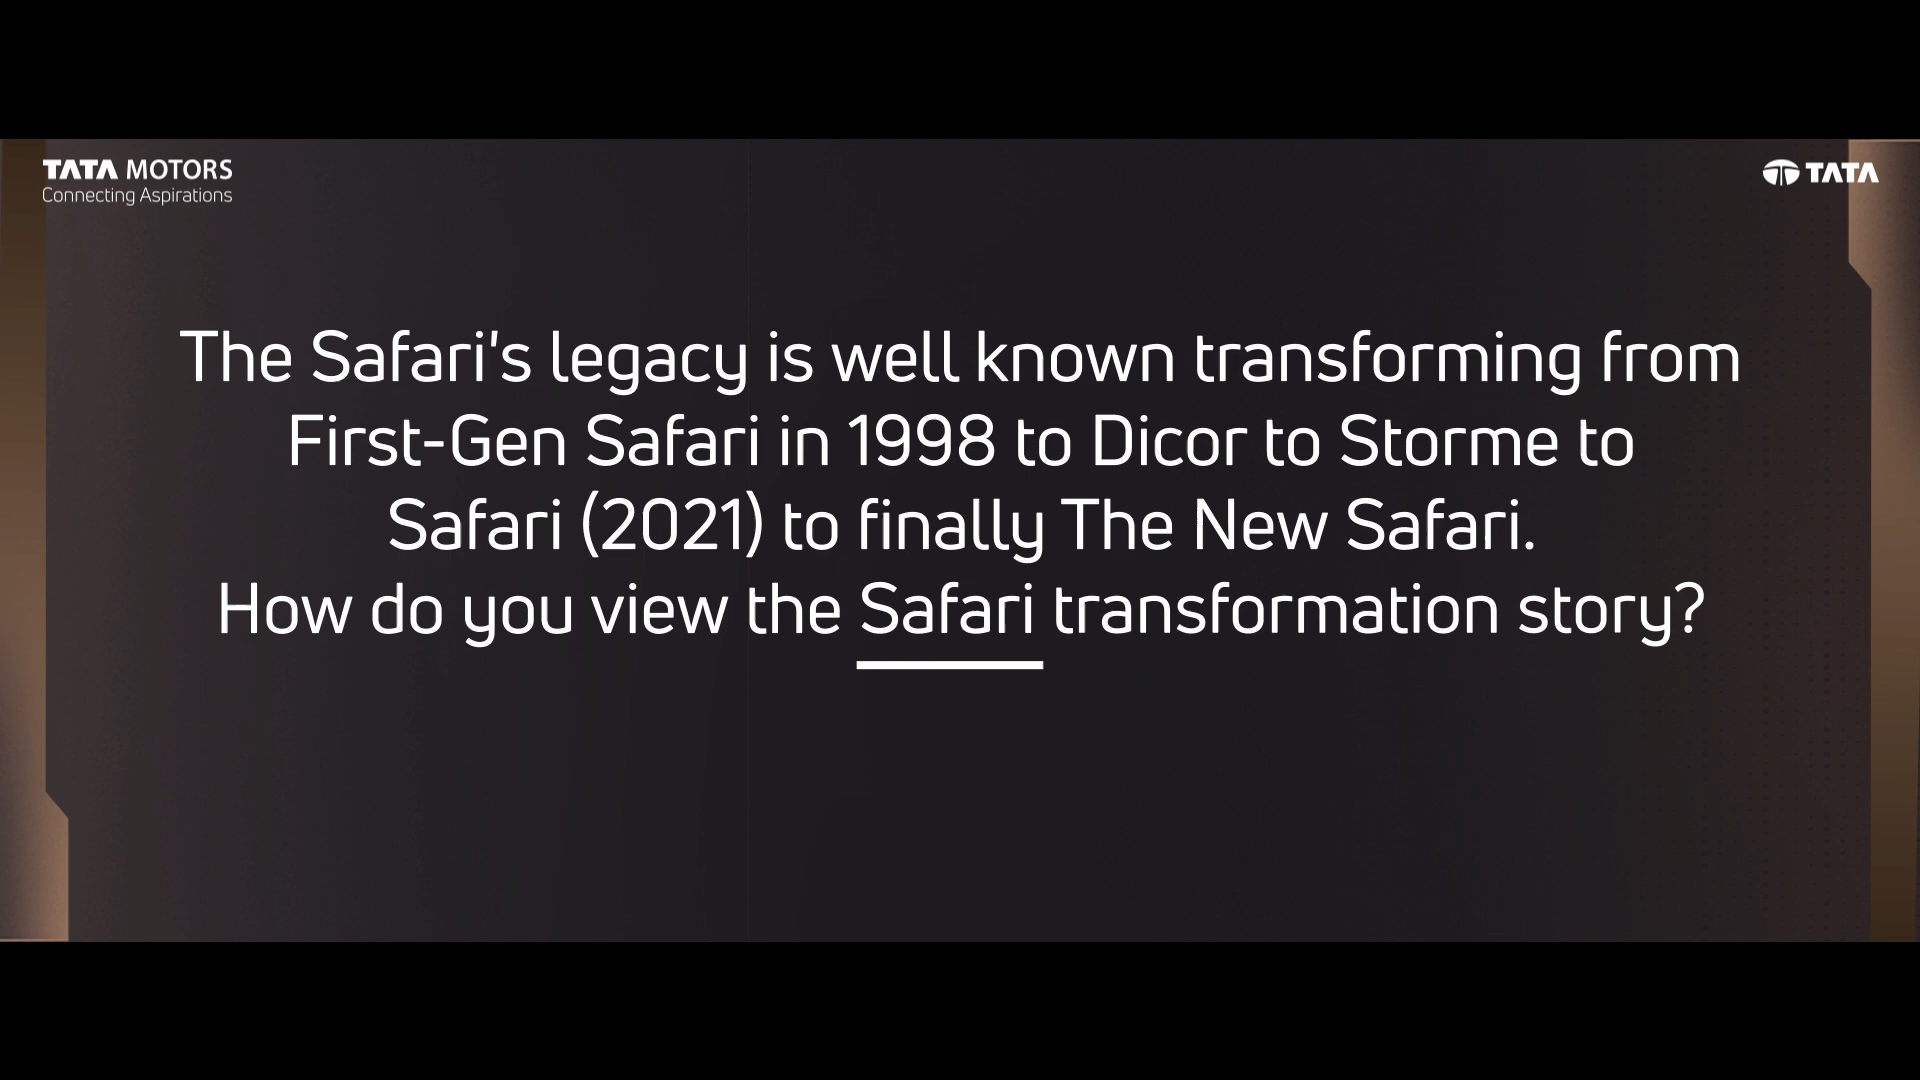 TATA MOTORS
Connecting Aspirations
TATA
The Safari's legacy is well known transforming from
First-Gen Safari in 1998 to Dicor to Storme to
Safari (2021) to finally The New Safari.
How do you view the Safari transformation story?